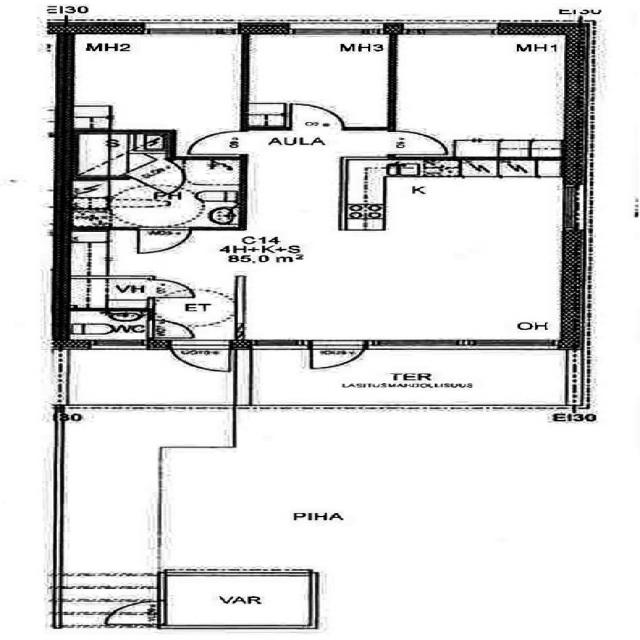 EI30
EI30
MH2
MH3
MH1
AULA
S
K
PH
C14
4H+K+S
85,0 m²
VH
ET
WC
OH
TER
LASITUSMAHDOLLISUUS
EI30
PIHA
VAR